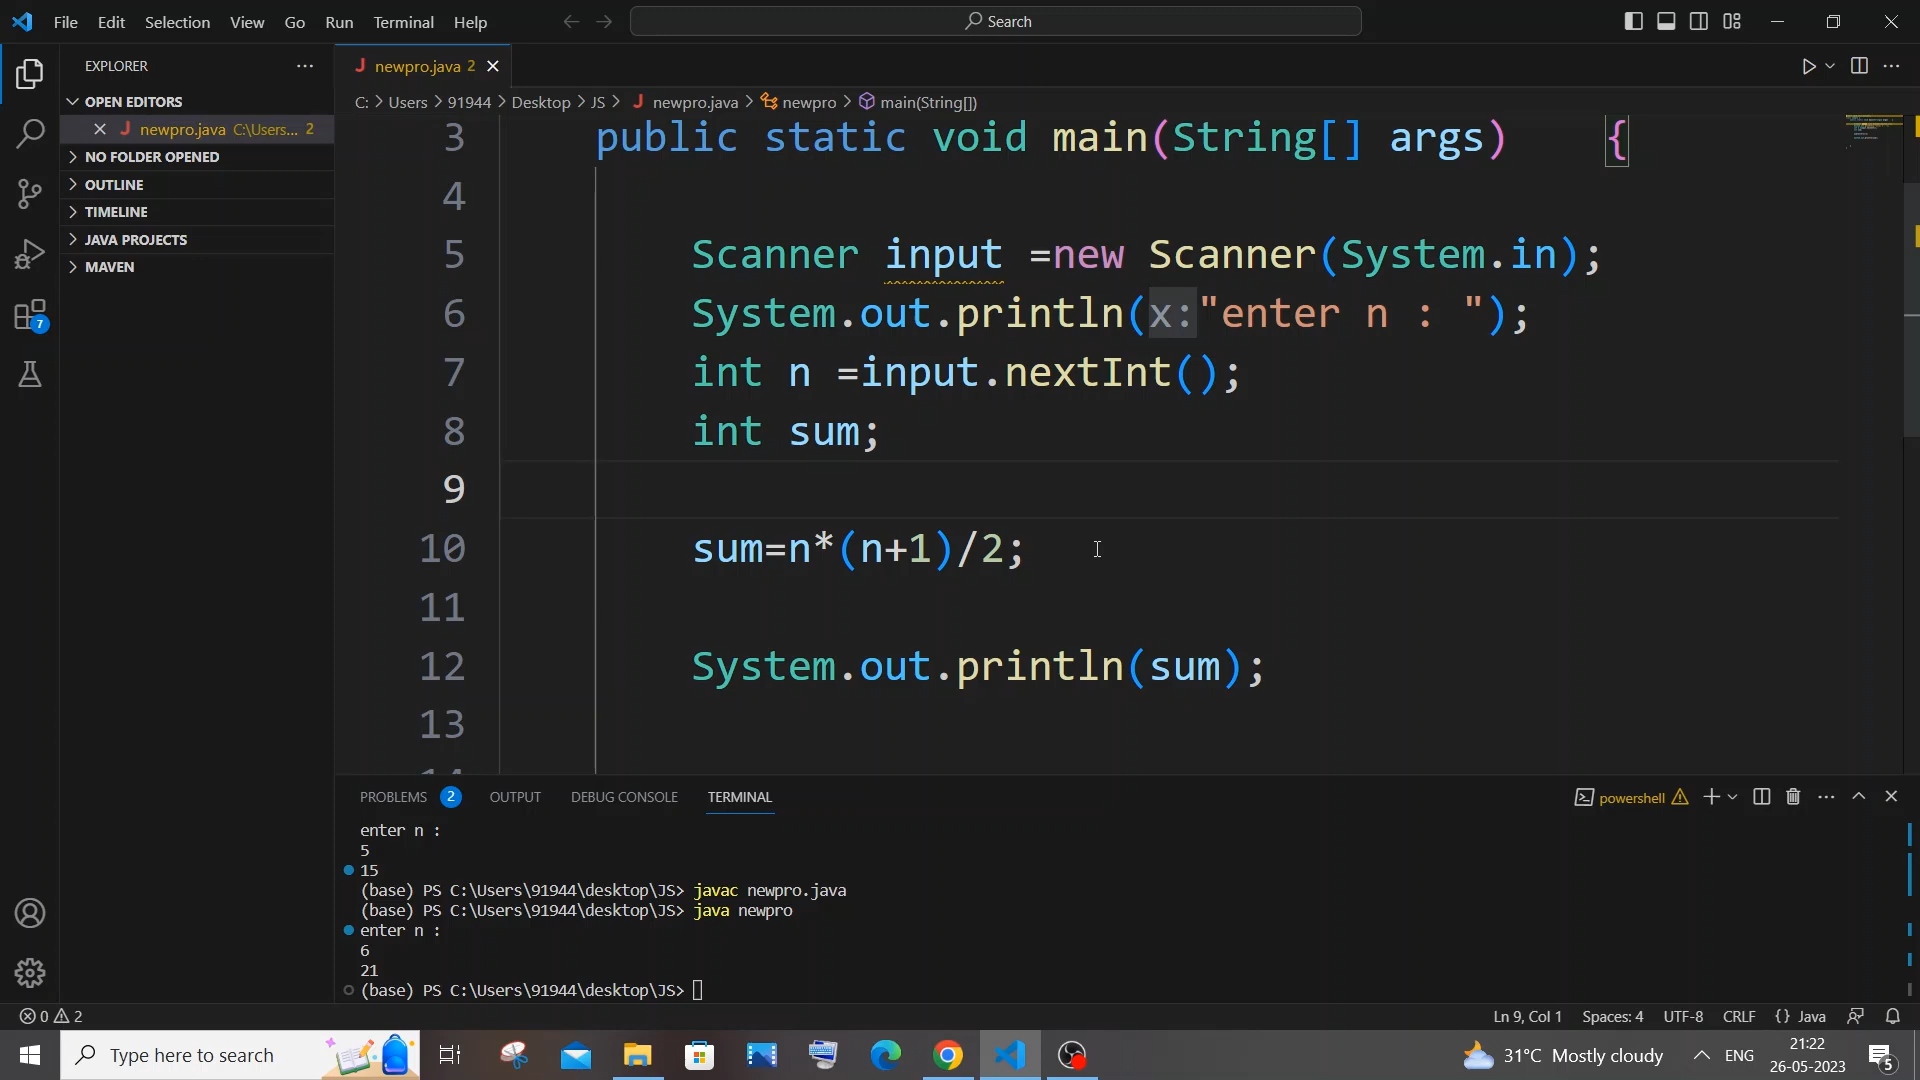 File Edit Selection View Go Run Terminal Help Search
EXPLORER
newpro.java 2
OPEN EDITORS
newpro.java C:\Users... 2
NO FOLDER OPENED
OUTLINE
TIMELINE
JAVA PROJECTS
MAVEN
7
C: > Users > 91944 > Desktop > JS > J newpro.java > newpro > main(String[])
3 public static void main(String[] args) {
4
5 Scanner input =new Scanner(System.in);
6 System.out.println(x:"enter n : ");
7 int n =input.nextInt();
8 int sum;
9
10 sum=n*(n+1)/2;
11
12 System.out.println(sum);
13
PROBLEMS 2 OUTPUT DEBUG CONSOLE TERMINAL powershell
enter n :
5
15
(base) PS C:\Users\91944\desktop\JS> javac newpro.java
(base) PS C:\Users\91944\desktop\JS> java newpro
enter n :
6
21
(base) PS C:\Users\91944\desktop\JS>
0 2 Ln 9, Col 1 Spaces: 4 UTF-8 CRLF {} Java
Type here to search 31°C Mostly cloudy ENG 21:22
26-05-2023 5